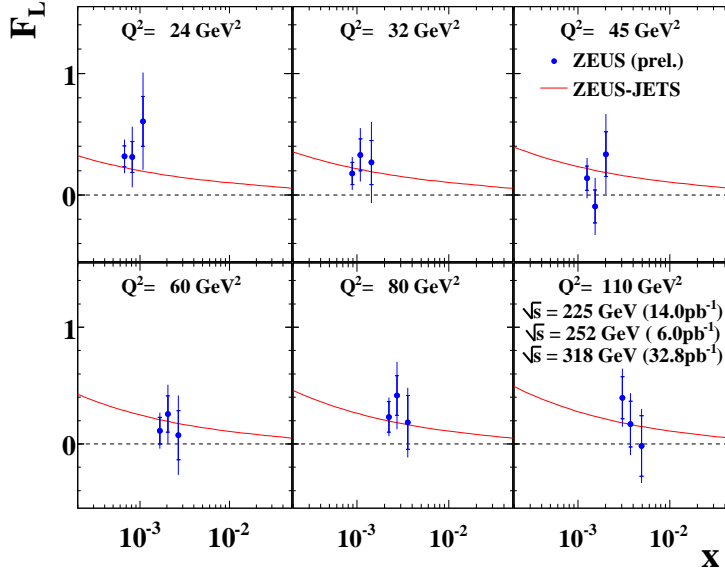 F_L
Q²= 24 GeV²
Q²= 32 GeV²
Q²= 45 GeV²
ZEUS (prel.)
ZEUS-JETS
1
0
Q²= 60 GeV²
Q²= 80 GeV²
Q²= 110 GeV²
√s = 225 GeV (14.0pb⁻¹)
√s = 252 GeV ( 6.0pb⁻¹)
√s = 318 GeV (32.8pb⁻¹)
1
0
10⁻³ 10⁻² 10⁻³ 10⁻² 10⁻³ 10⁻²
x